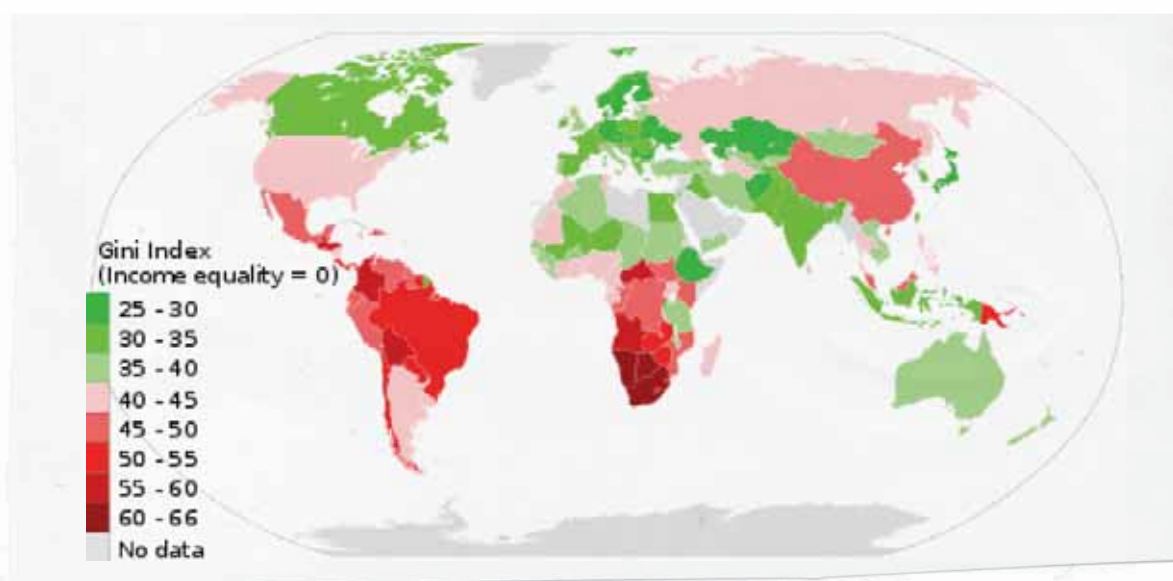 Gini Index
(Income equality = 0)
25 - 30
30 - 35
35 - 40
40 - 45
45 - 50
50 - 55
55 - 60
60 - 66
No data